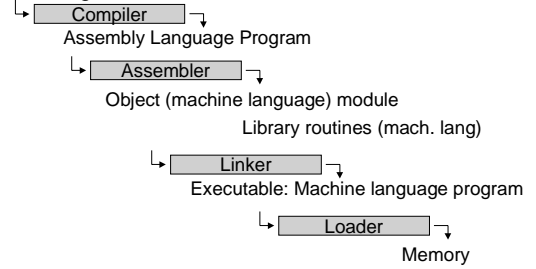 Compiler
Assembly Language Program
Assembler
Object (machine language) module
Library routines (mach. lang)
Linker
Executable: Machine language program
Loader
Memory